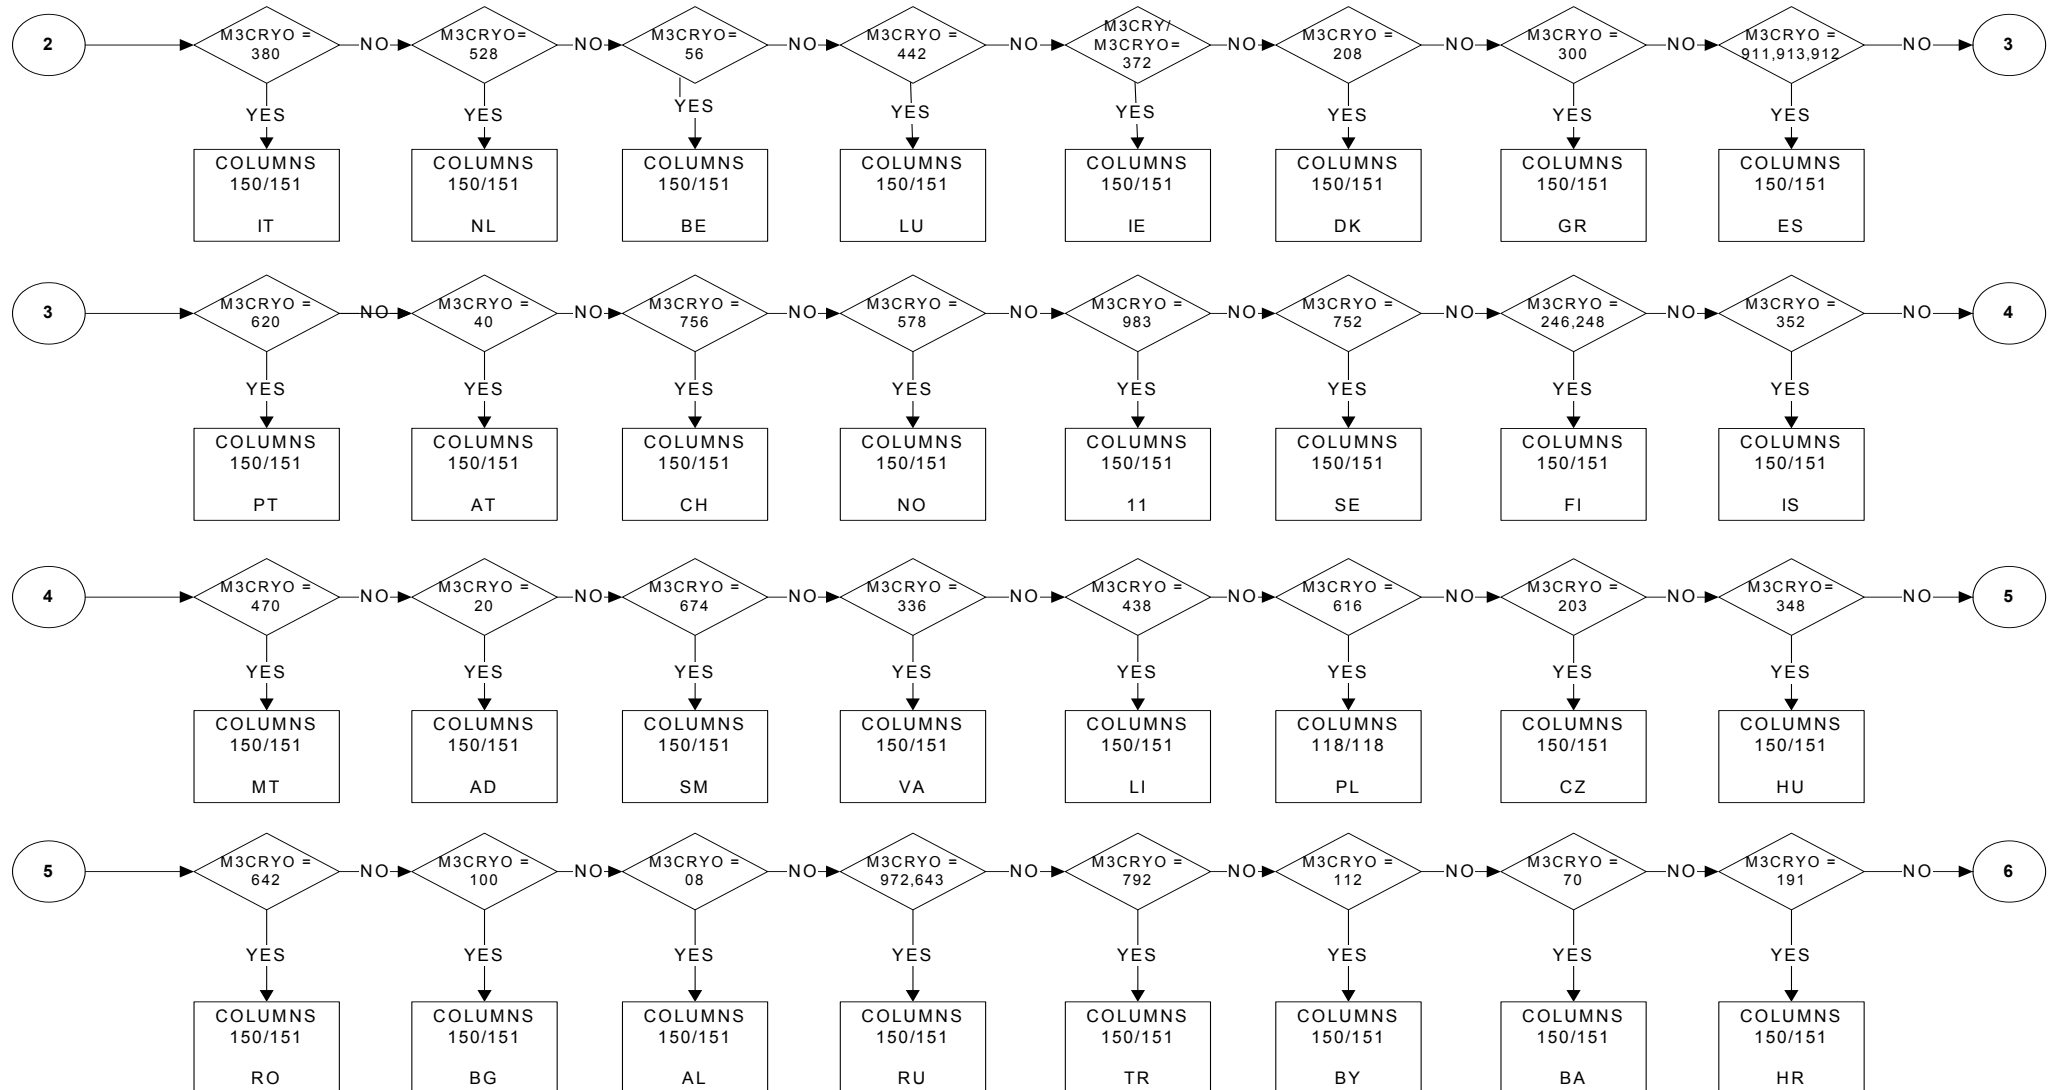 2
M3CRYO =
380
NO
M3CRYO=
528
NO
M3CRYO=
56
NO
M3CRYO =
442
NO
M3CRY/
M3CRYO=
372
NO
M3CRYO =
208
NO
M3CRYO =
300
NO
M3CRYO =
911,913,912
NO
3
YES
YES
YES
YES
YES
YES
YES
YES
COLUMNS
150/151
IT
COLUMNS
150/151
NL
COLUMNS
150/151
BE
COLUMNS
150/151
LU
COLUMNS
150/151
IE
COLUMNS
150/151
DK
COLUMNS
150/151
GR
COLUMNS
150/151
ES
3
M3CRYO =
620
NO
M3CRYO =
40
NO
M3CRYO =
756
NO
M3CRYO =
578
NO
M3CRYO =
983
NO
M3CRYO =
752
NO
M3CRYO =
246,248
NO
M3CRYO =
352
NO
4
YES
YES
YES
YES
YES
YES
YES
YES
COLUMNS
150/151
PT
COLUMNS
150/151
AT
COLUMNS
150/151
CH
COLUMNS
150/151
NO
COLUMNS
150/151
11
COLUMNS
150/151
SE
COLUMNS
150/151
FI
COLUMNS
150/151
IS
4
M3CRYO =
470
NO
M3CRYO =
20
NO
M3CRYO =
674
NO
M3CRYO =
336
NO
M3CRYO =
438
NO
M3CRYO =
616
NO
M3CRYO =
203
NO
M3CRYO=
348
NO
5
YES
YES
YES
YES
YES
YES
YES
YES
COLUMNS
150/151
MT
COLUMNS
150/151
AD
COLUMNS
150/151
SM
COLUMNS
150/151
VA
COLUMNS
150/151
LI
COLUMNS
118/118
PL
COLUMNS
150/151
CZ
COLUMNS
150/151
HU
5
M3CRYO =
642
NO
M3CRYO =
100
NO
M3CRYO =
08
NO
M3CRYO =
972,643
NO
M3CRYO =
792
NO
M3CRYO =
112
NO
M3CRYO =
70
NO
M3CRYO =
191
NO
6
YES
YES
YES
YES
YES
YES
YES
YES
COLUMNS
150/151
RO
COLUMNS
150/151
BG
COLUMNS
150/151
AL
COLUMNS
150/151
RU
COLUMNS
150/151
TR
COLUMNS
150/151
BY
COLUMNS
150/151
BA
COLUMNS
150/151
HR